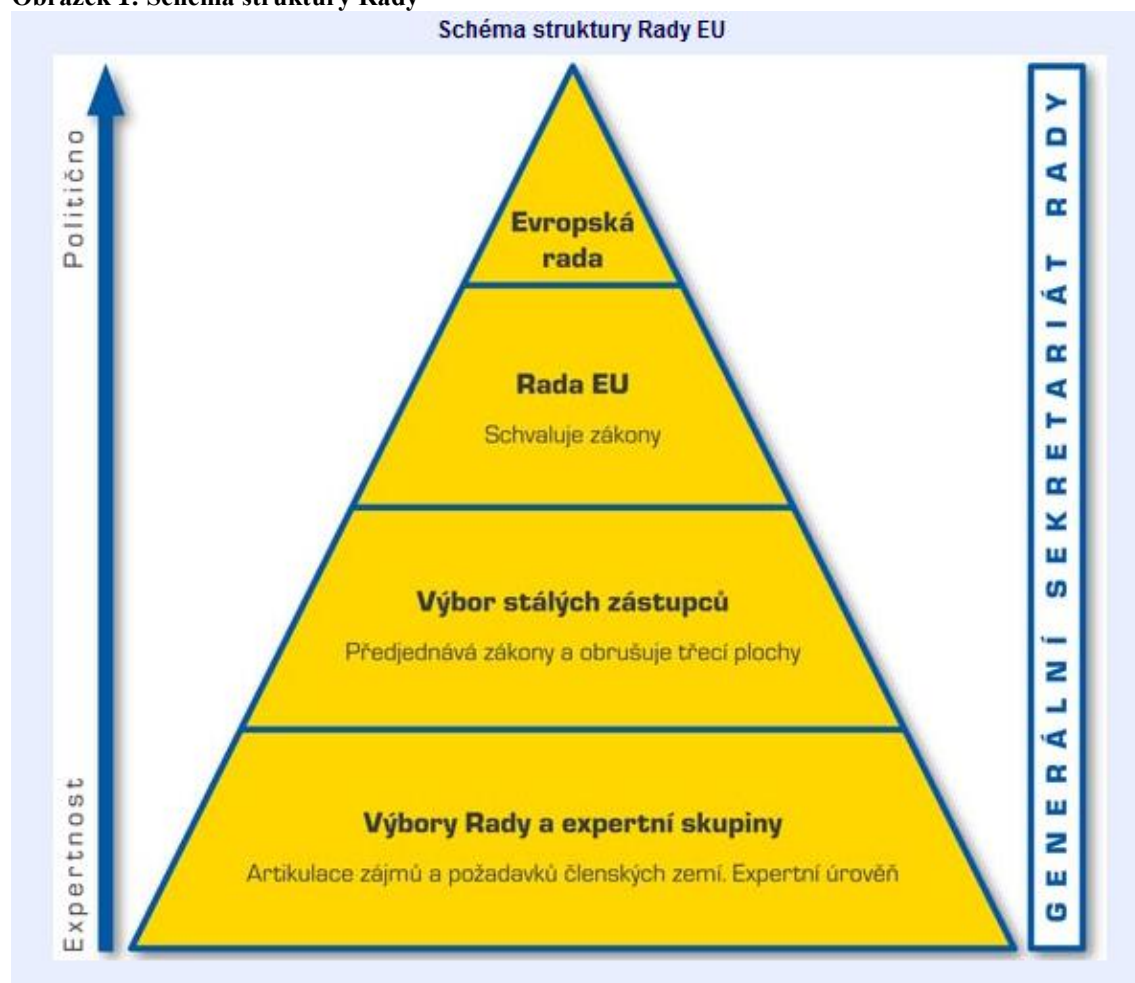 Obrázek 1: Schéma struktury Rady
Schéma struktury Rady EU
Politično
Expertnost
Evropská
rada
Rada EU
Schvaluje zákony
Výbor stálých zástupců
Předjednává zákony a obrušuje třecí plochy
Výbory Rady a expertní skupiny
Artikulace zájmů a požadavků členských zemí. Expertní úrověň
GENERÁLNÍ SEKRETARIÁT RADY